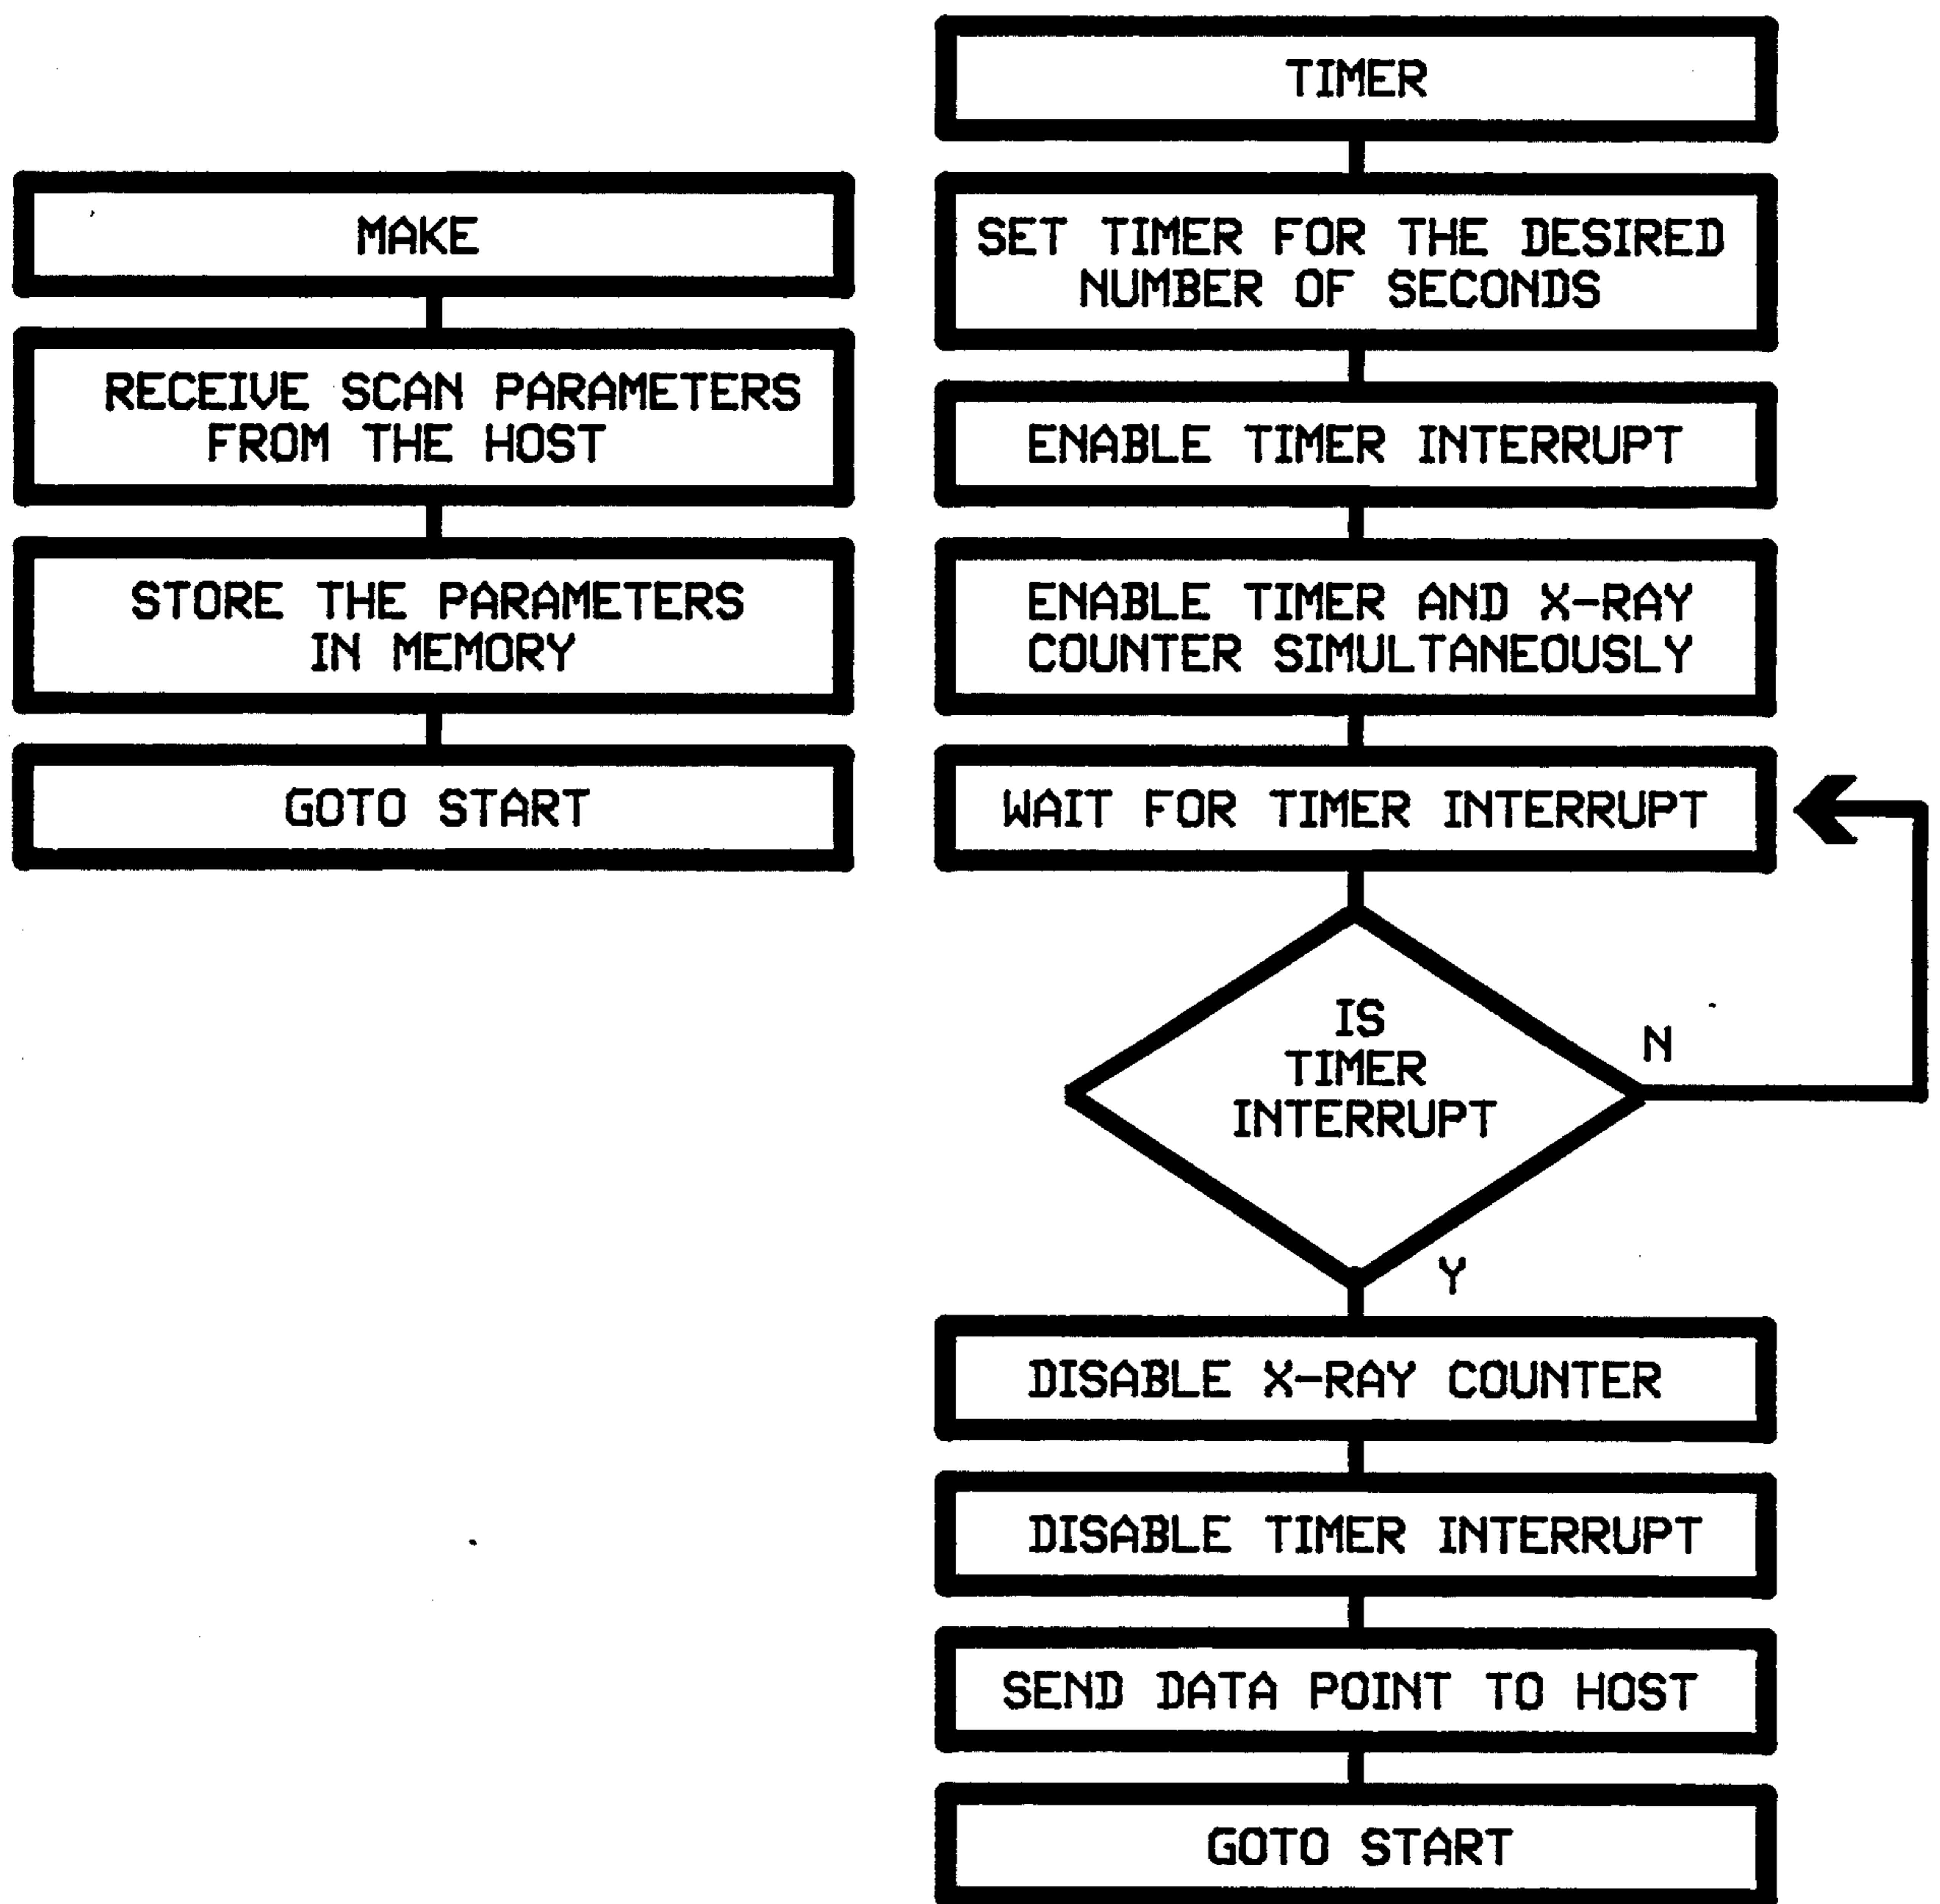 MAKE
RECEIVE SCAN PARAMETERS
FROM THE HOST
STORE THE PARAMETERS
IN MEMORY
GOTO START
TIMER
SET TIMER FOR THE DESIRED
NUMBER OF SECONDS
ENABLE TIMER INTERRUPT
ENABLE TIMER AND X-RAY
COUNTER SIMULTANEOUSLY
WAIT FOR TIMER INTERRUPT
IS
TIMER
INTERRUPT
N
Y
DISABLE X-RAY COUNTER
DISABLE TIMER INTERRUPT
SEND DATA POINT TO HOST
GOTO START